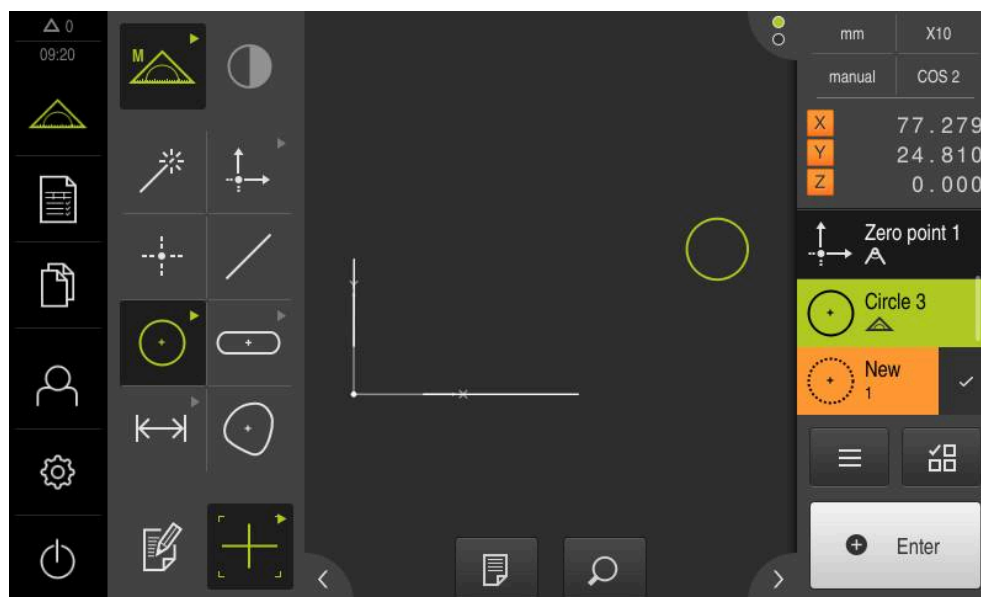 0
09:20
M
mm X10
manual COS 2
X 77.279
Y 24.810
Z 0.000
Zero point 1
Circle 3
New
1
Enter